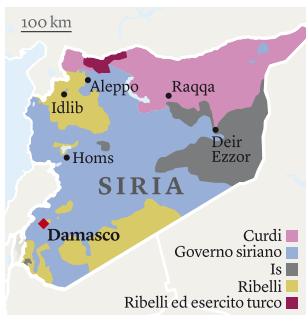 100 km
Aleppo
Raqqa
Idlib
Deir
Ezzor
Homs
SIRIA
Damasco
Curdi
Governo siriano
Is
Ribelli
Ribelli ed esercito turco